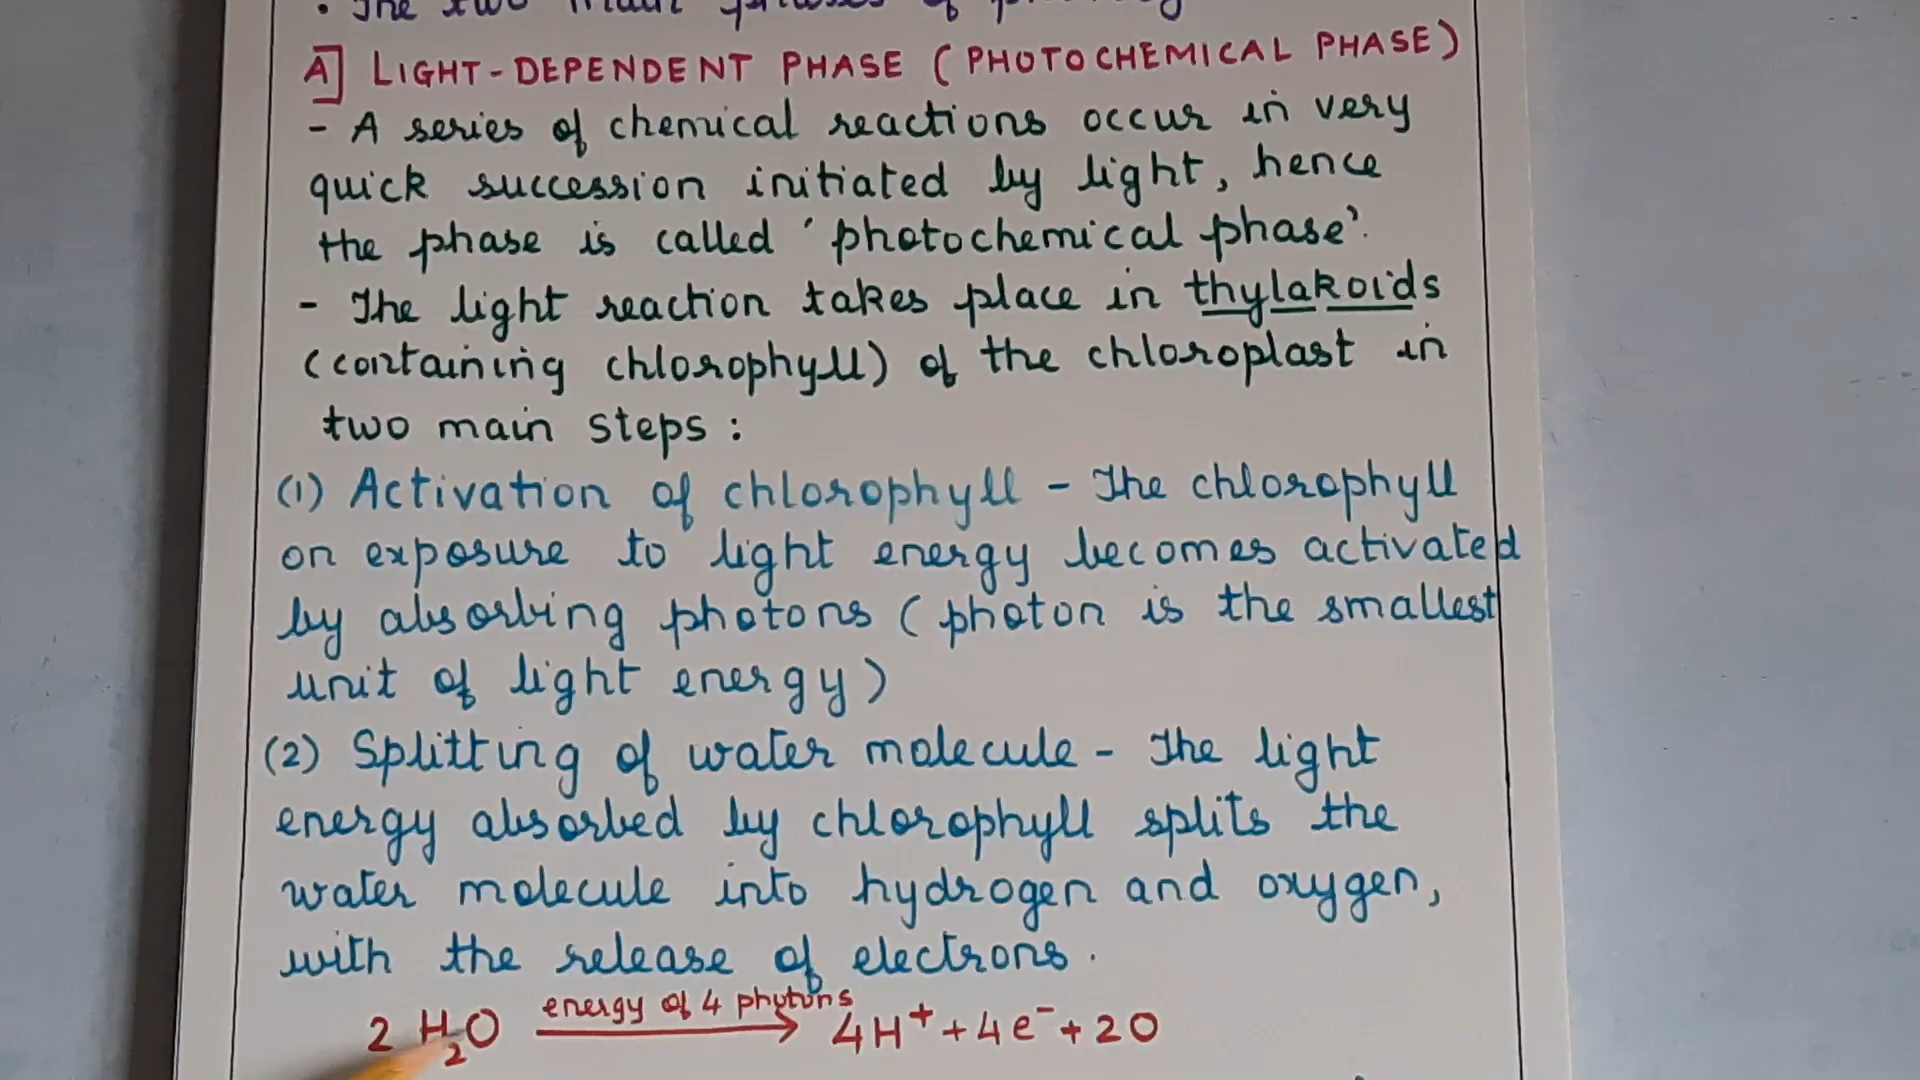 • The two main phases of
A] LIGHT-DEPENDENT PHASE (PHOTOCHEMICAL PHASE)
- A series of chemical reactions occur in very
quick succession initiated by light, hence
the phase is called 'photochemical phase'.
- The light reaction takes place in thylakoids
(containing chlorophyll) of the chloroplast in
two main steps :
(1) Activation of chlorophyll - The chlorophyll
on exposure to light energy becomes activated
by absorbing photons (photon is the smallest
unit of light energy)
(2) Splitting of water molecule - The light
energy absorbed by chlorophyll splits the
water molecule into hydrogen and oxygen,
with the release of electrons.
energy of 4 photons
2 H₂O → 4H⁺ + 4e⁻ + 2O